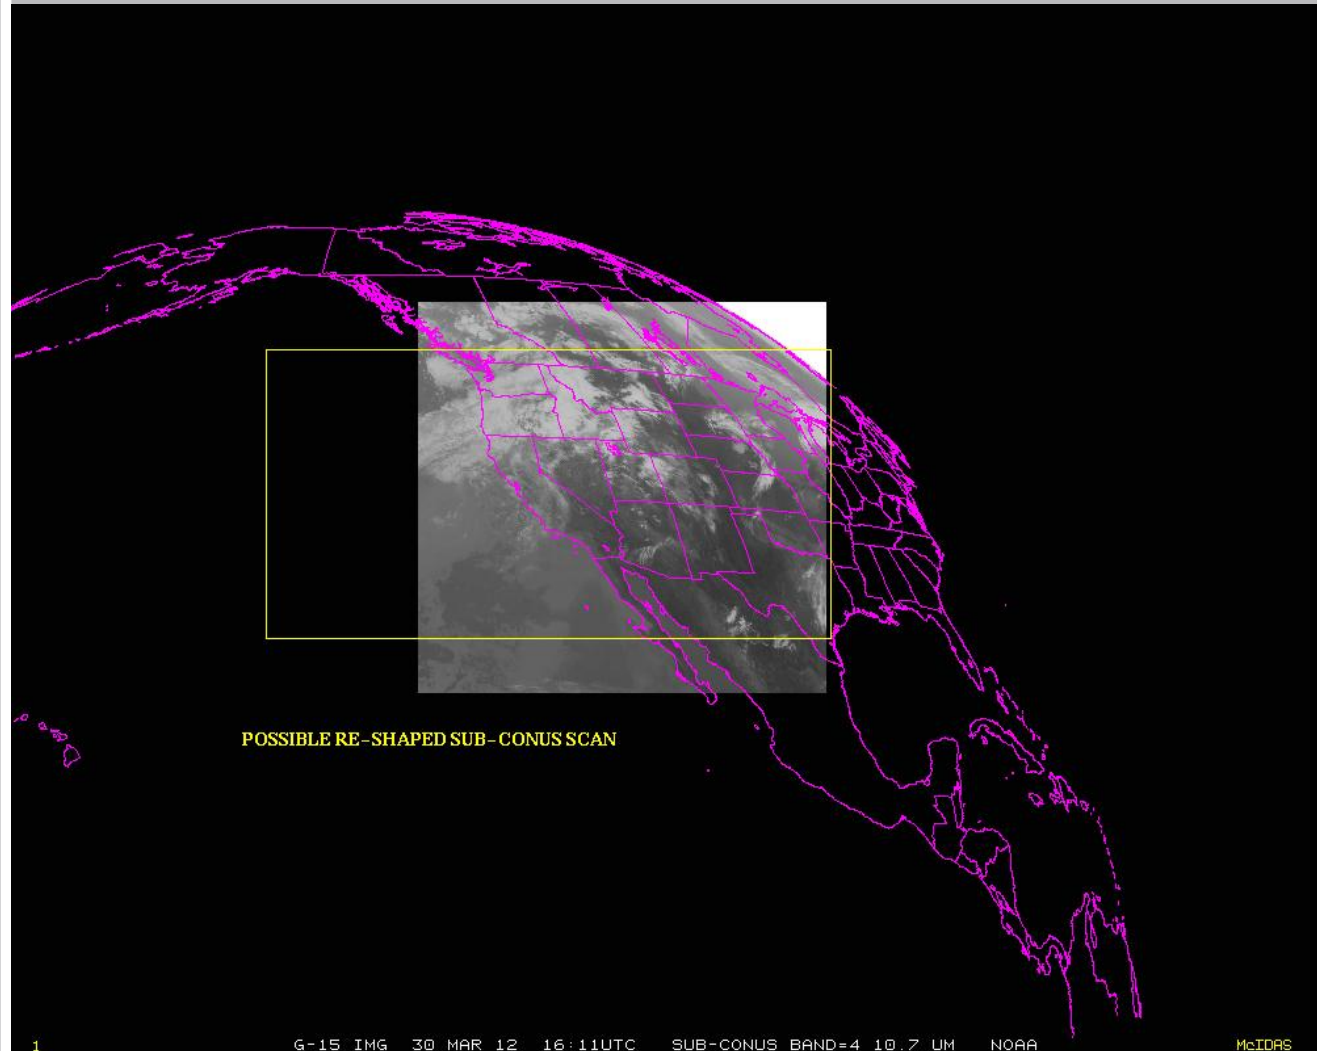 POSSIBLE RE-SHAPED SUB-CONUS SCAN
1 G-15 IMG 30 MAR 12 16:11UTC SUB-CONUS BAND=4 10.7 UM NOAA McIDAS